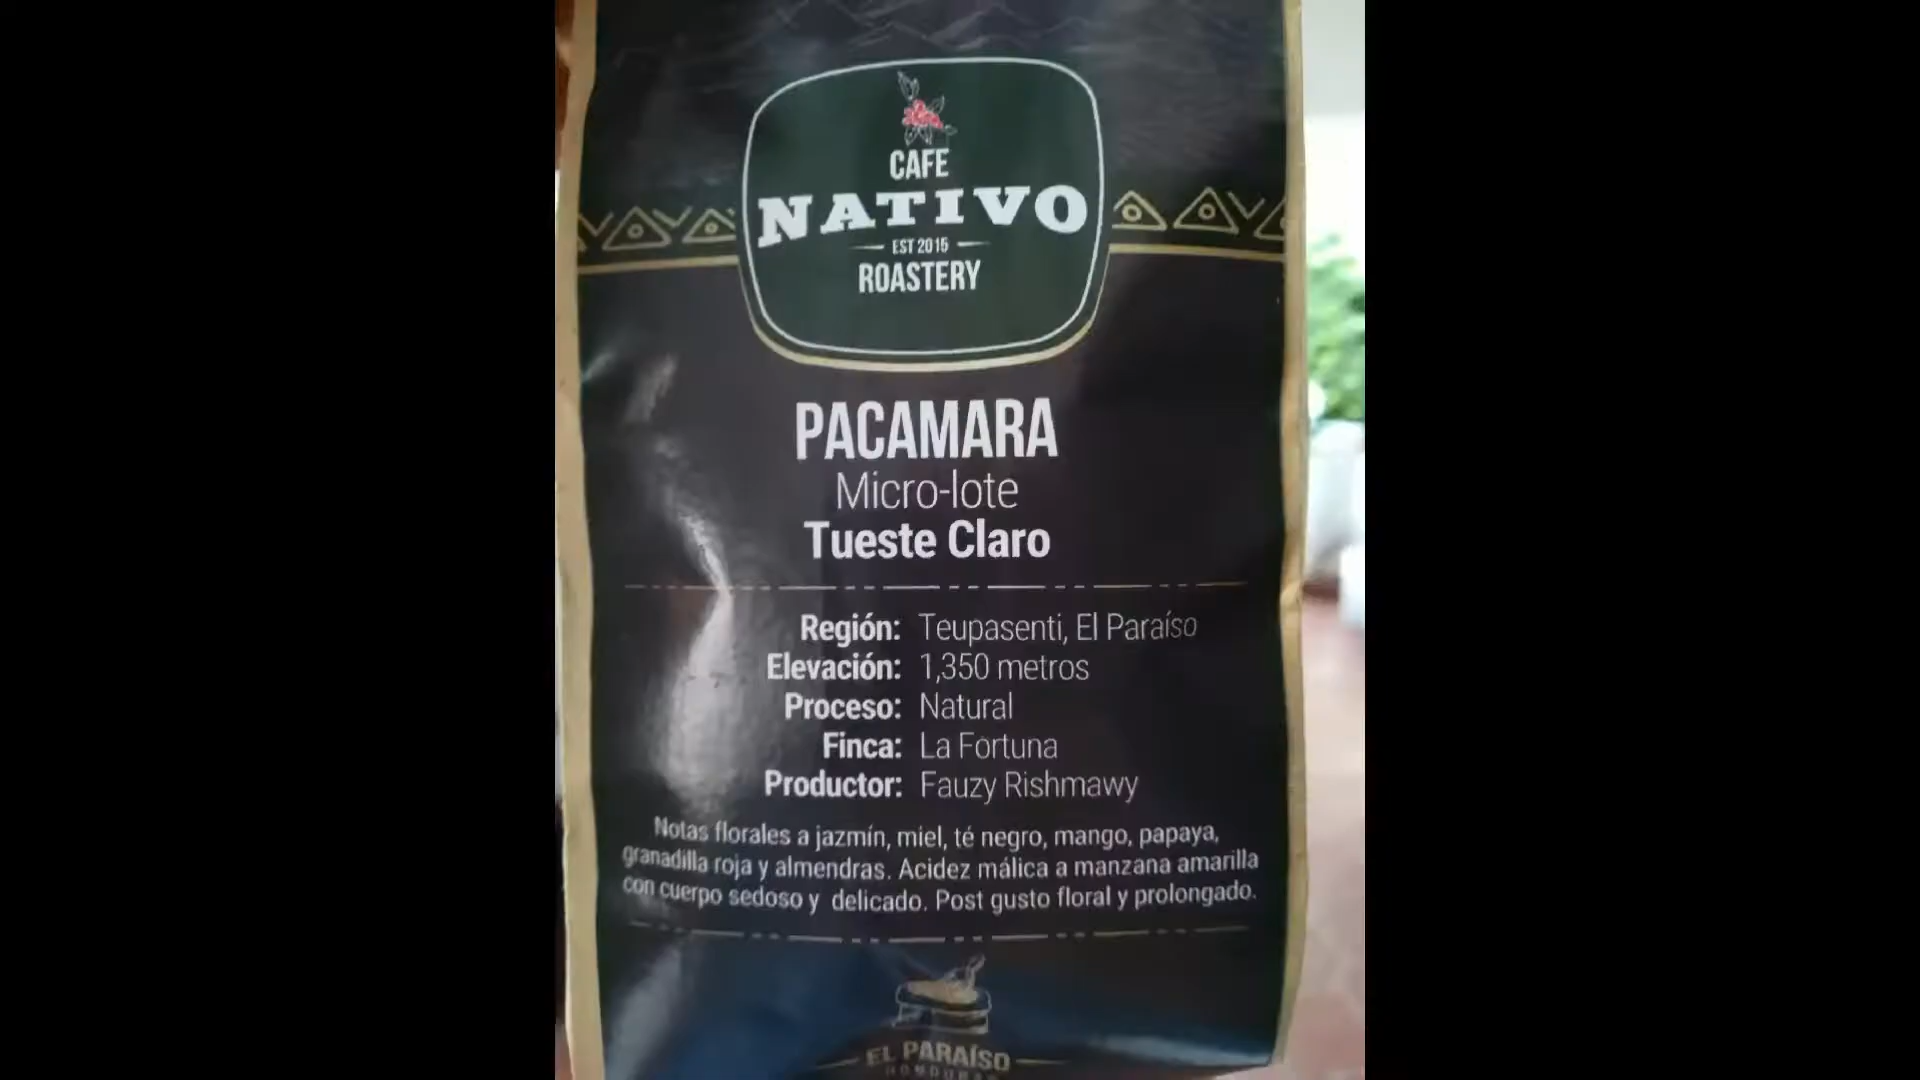 CAFE
NATIVO
EST 2015
ROASTERY
PACAMARA
Micro-lote
Tueste Claro
Región: Teupasenti, El Paraíso
Elevación: 1,350 metros
Proceso: Natural
Finca: La Fortuna
Productor: Fauzy Rishmawy
Notas florales a jazmín, miel, té negro, mango, papaya,
granadilla roja y almendras. Acidez málica a manzana amarilla
con cuerpo sedoso y delicado. Post gusto floral y prolongado.
EL PARAÍSO
HONDURAS